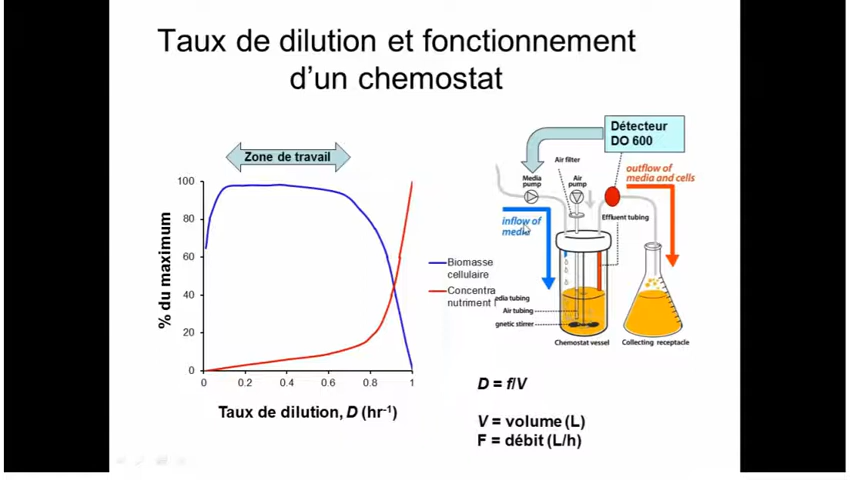 Taux de dilution et fonctionnement
d'un chemostat
Zone de travail
100
80
60
40
20
0
% du maximum
0
0.2
0.4
0.6
0.8
1
Taux de dilution, D (hr-1)
Biomasse
cellulaire
Concentra
nutriment
Détecteur
DO 600
Air filter
Media
pump
Air
pump
outflow of
media and cells
inflow of
media
Effluent tubing
edia tubing
Air tubing
gnetic stirrer
Chemostat vessel
Collecting receptacle
D = f/V
V = volume (L)
F = débit (L/h)